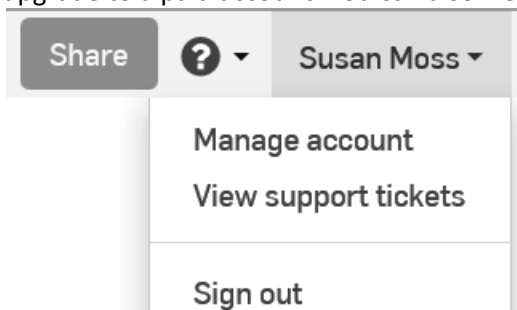 Share ? Susan Moss
Manage account
View support tickets
Sign out